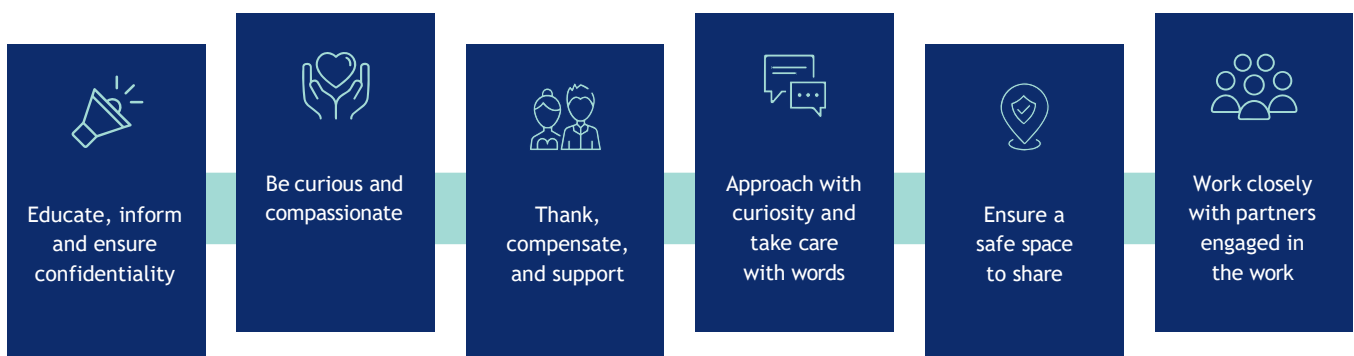 Educate, inform
and ensure
confidentiality
Be curious and
compassionate
Thank,
compensate,
and support
Approach with
curiosity and
take care
with words
Ensure a
safe space
to share
Work closely
with partners
engaged in
the work